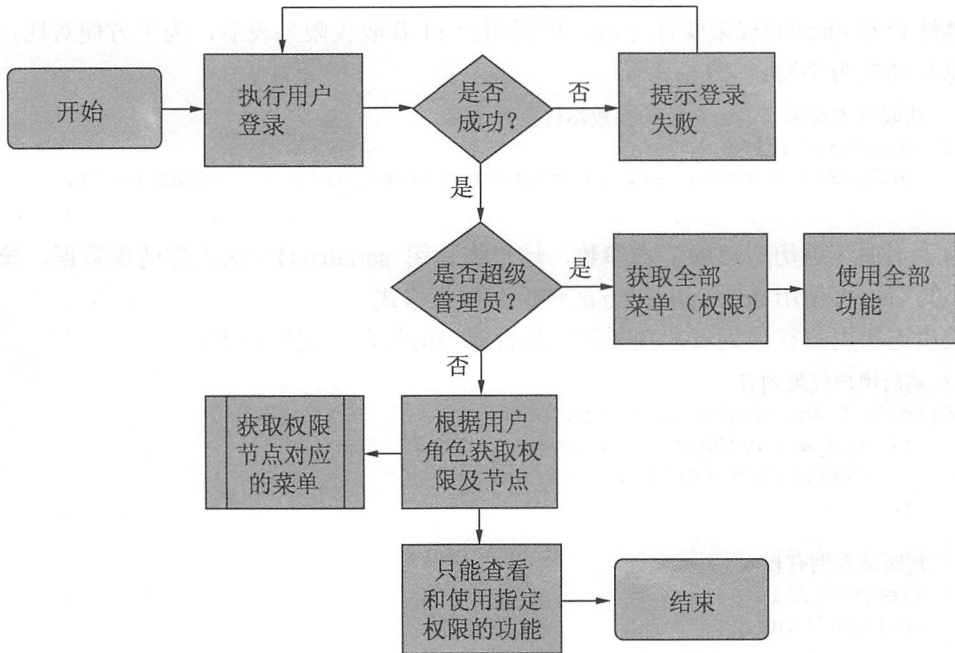 开始
执行用户
登录
是否
成功？
否
提示登录
失败
是
是否超级
管理员？
是
获取全部
菜单（权限）
使用全部
功能
否
获取权限
节点对应
的菜单
根据用户
角色获取权
限及节点
只能查看
和使用指定
权限的功能
结束